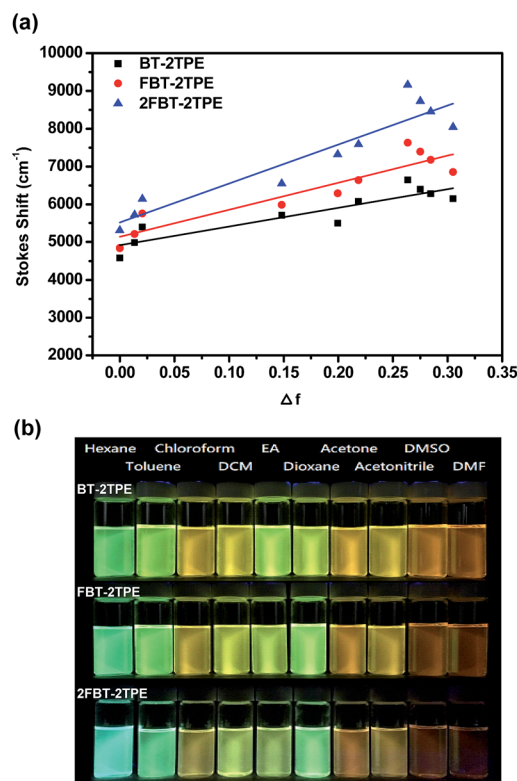 (a)
BT-2TPE
FBT-2TPE
2FBT-2TPE
Stokes Shift (cm⁻¹)
10000
9000
8000
7000
6000
5000
4000
3000
2000
0.00 0.05 0.10 0.15 0.20 0.25 0.30 0.35
Δf
(b)
Hexane Chloroform EA Acetone DMSO
Toluene DCM Dioxane Acetonitrile DMF
BT-2TPE
FBT-2TPE
2FBT-2TPE